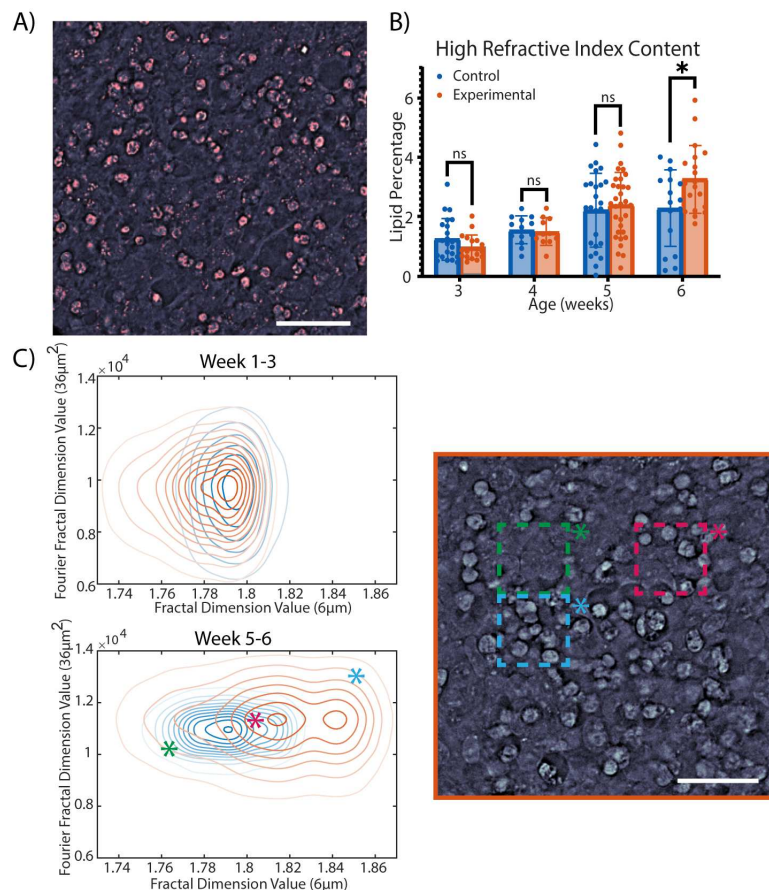 A)
B)
High Refractive Index Content
Control
Experimental
Lipid Percentage
6
4
2
0
ns
ns
ns
*
3 4 5 6
Age (weeks)
C)
Week 1-3
×10⁴
Fourier Fractal Dimension Value (36μm²)
1.4
1.2
1
0.8
0.6
1.74 1.76 1.78 1.8 1.82 1.84 1.86
Fractal Dimension Value (6μm)
Week 5-6
×10⁴
Fourier Fractal Dimension Value (36μm²)
1.4
1.2
1
0.8
0.6
1.74 1.76 1.78 1.8 1.82 1.84 1.86
Fractal Dimension Value (6μm)